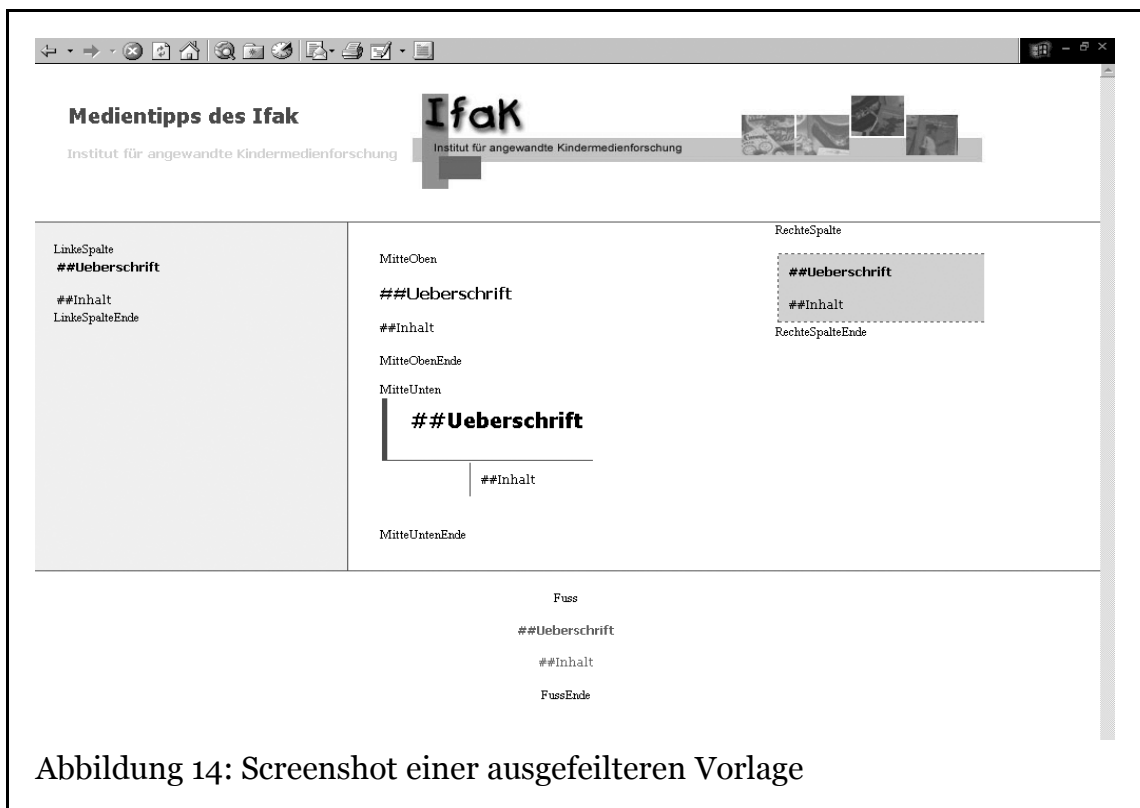 Medientipps des Ifak
Institut für angewandte Kindermedienforschung
IfaK
Institut für angewandte Kindermedienforschung
LinkeSpalte
##Ueberschrift
##Inhalt
LinkeSpalteEnde
MitteOben
##Ueberschrift
##Inhalt
MitteObenEnde
MitteUnten
##Ueberschrift
##Inhalt
MitteUntenEnde
RechteSpalte
##Ueberschrift
##Inhalt
RechteSpalteEnde
Fuss
##Ueberschrift
##Inhalt
FussEnde
Abbildung 14: Screenshot einer ausgefeilteren Vorlage